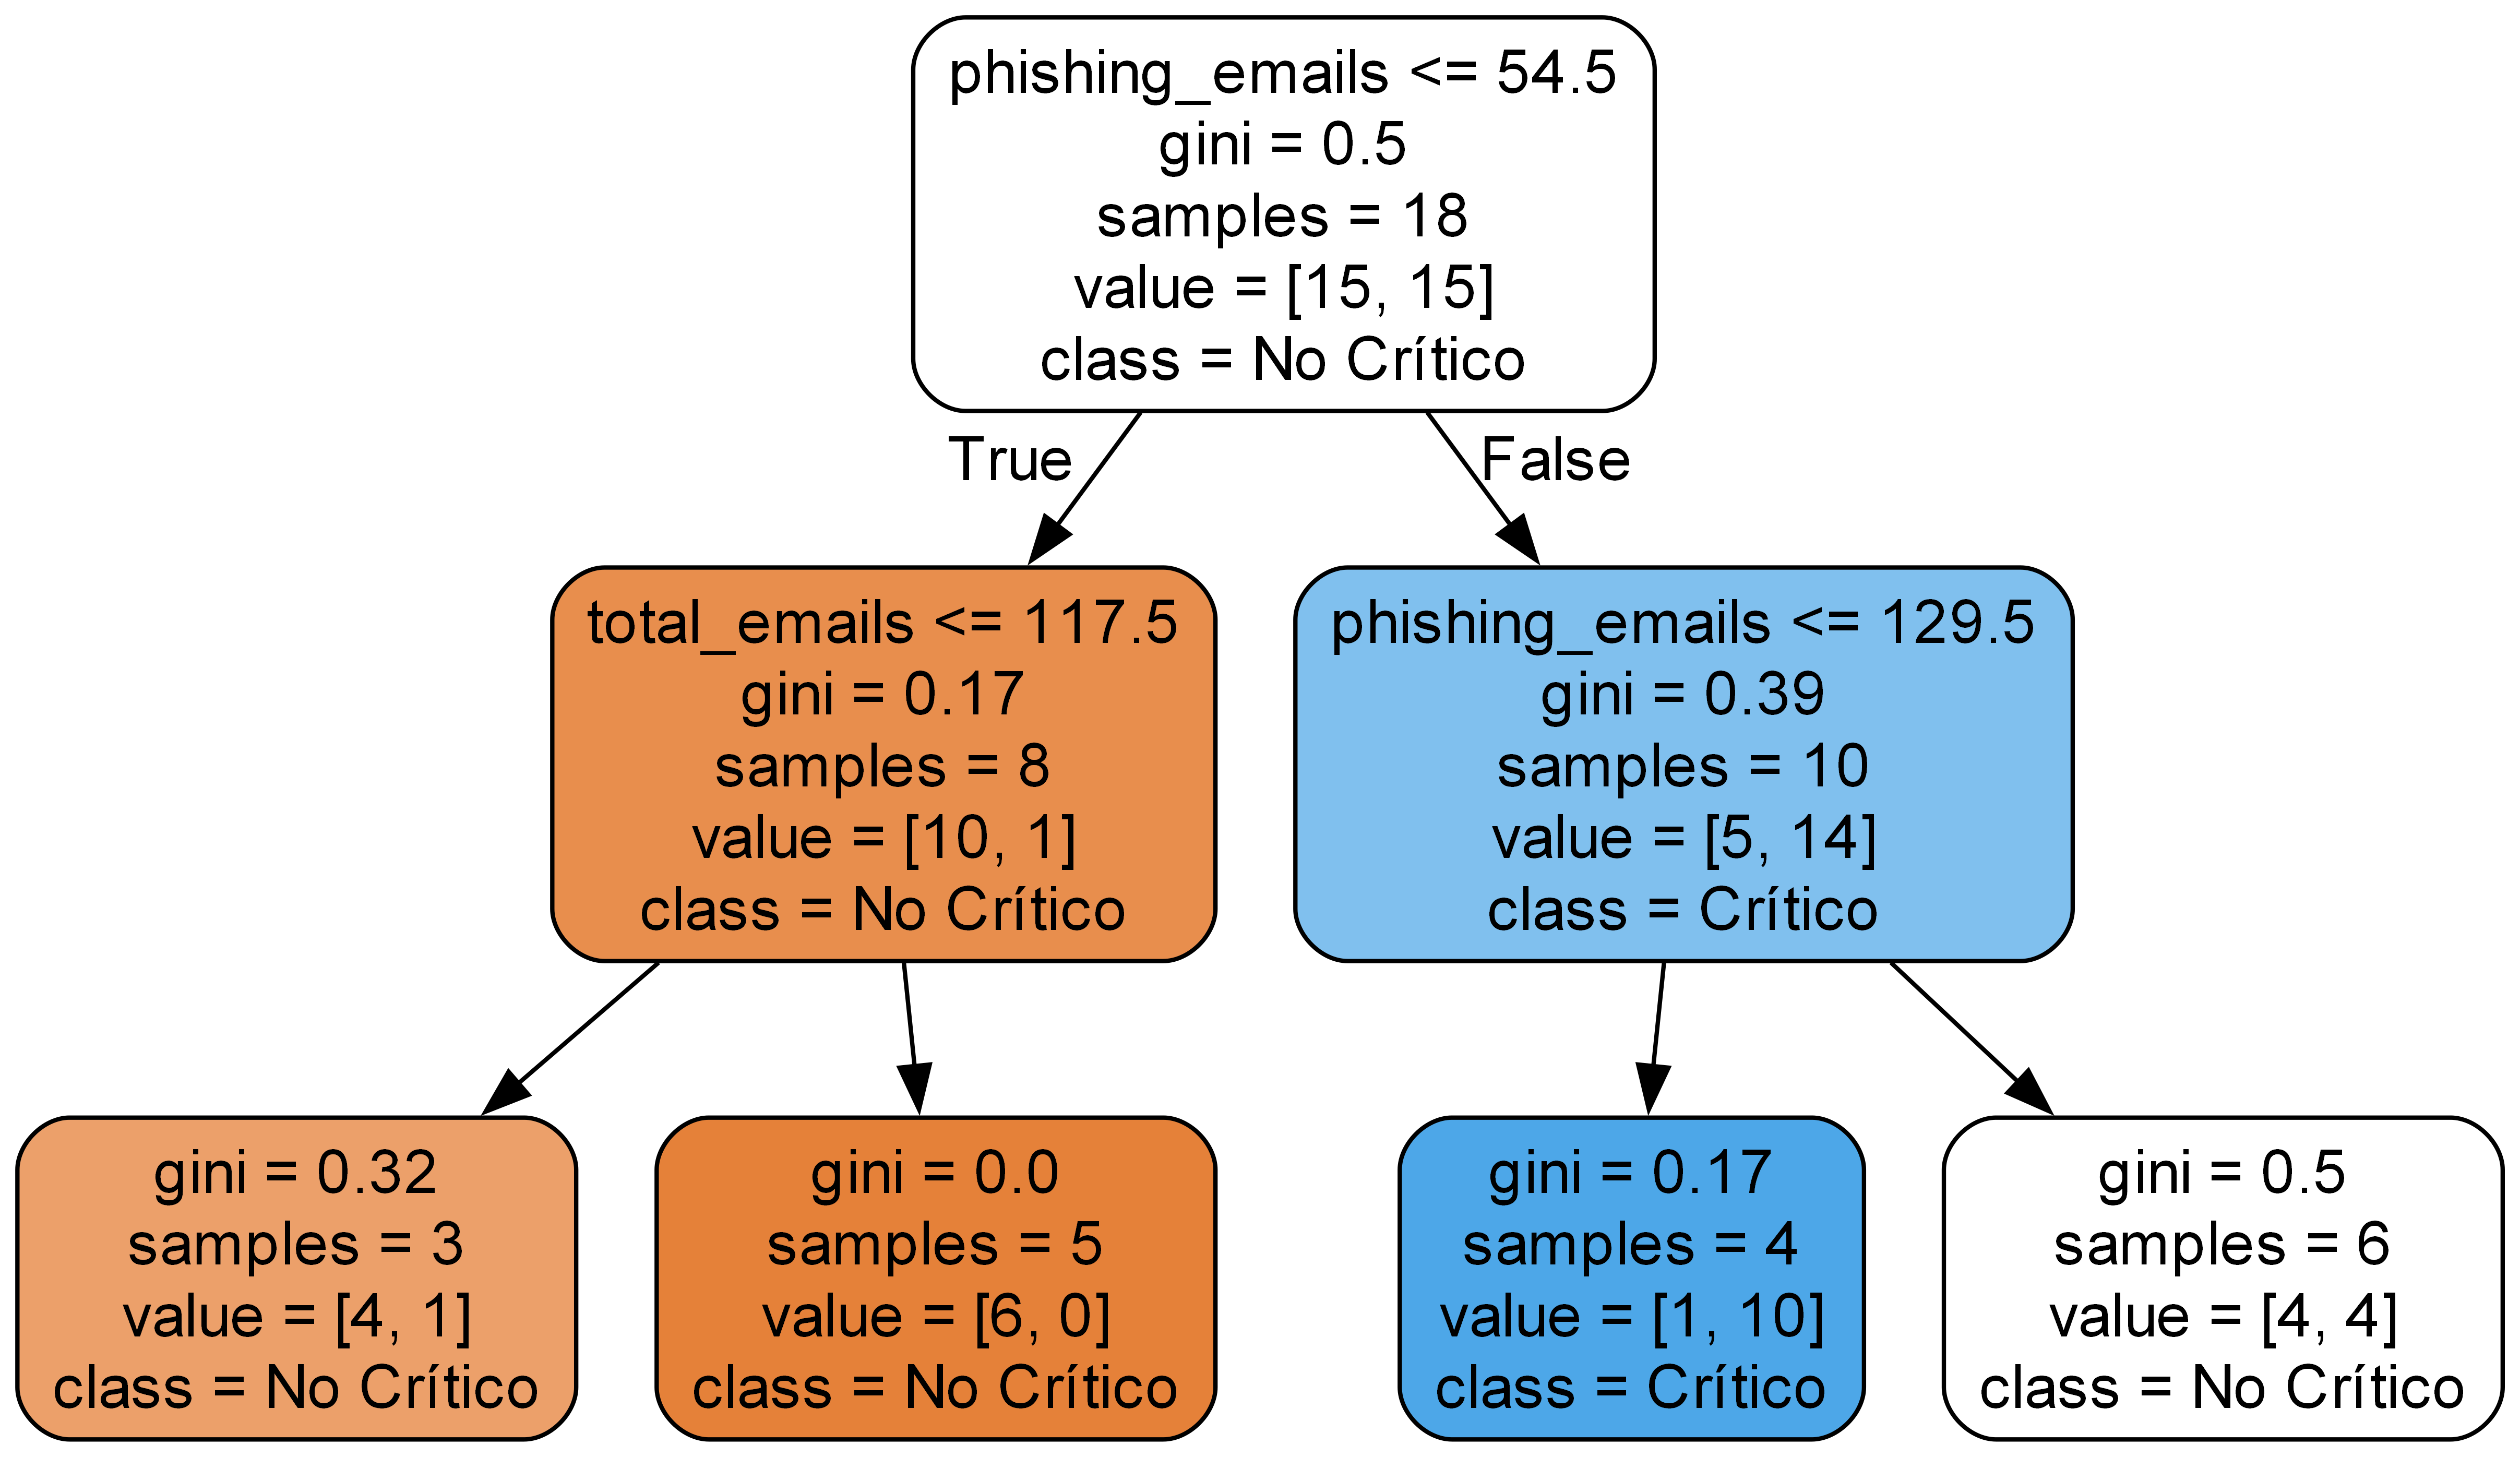 phishing_emails <= 54.5
gini = 0.5
samples = 18
value = [15, 15]
class = No Crítico
True
False
total_emails <= 117.5
gini = 0.17
samples = 8
value = [10, 1]
class = No Crítico
phishing_emails <= 129.5
gini = 0.39
samples = 10
value = [5, 14]
class = Crítico
gini = 0.32
samples = 3
value = [4, 1]
class = No Crítico
gini = 0.0
samples = 5
value = [6, 0]
class = No Crítico
gini = 0.17
samples = 4
value = [1, 10]
class = Crítico
gini = 0.5
samples = 6
value = [4, 4]
class = No Crítico